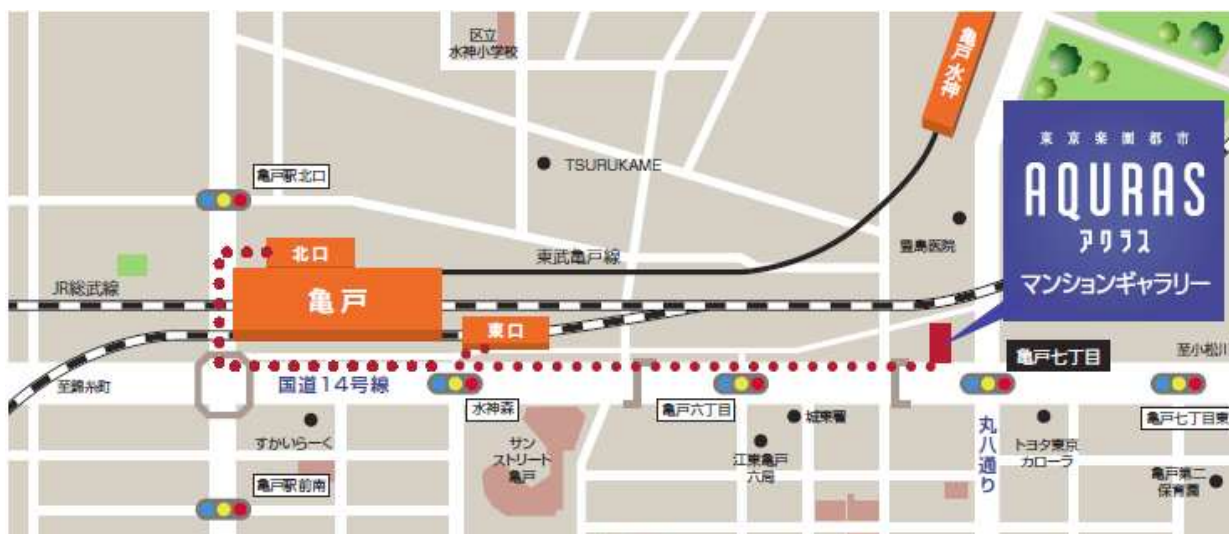 区立
水神小学校
亀戸水神
東京楽園都市
AQURAS
アクラス
マンションギャラリー
亀戸駅北口
TSURUKAME
豊島医院
北口
東武亀戸線
JR総武線
亀戸
東口
亀戸七丁目
至小松川
至錦糸町
国道14号線
水神森
亀戸六丁目
城東署
丸八通り
トヨタ東京
カローラ
亀戸七丁目東
すかいらーく
サン
ストリート
亀戸
江東亀戸
六局
亀戸第二
保育園
亀戸駅前南